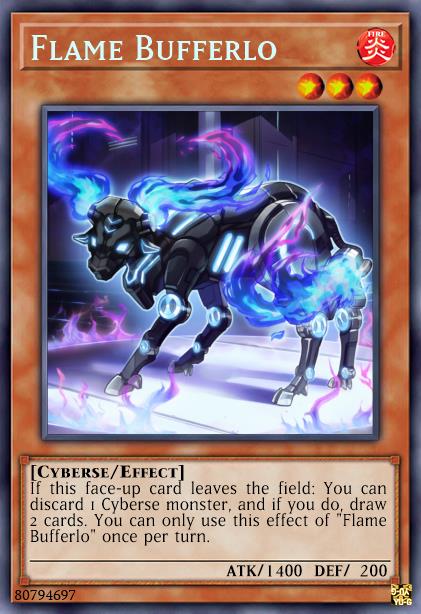 Flame Bufferlo
FIRE
炎
[Cyberse/Effect]
If this face-up card leaves the field: You can
discard 1 Cyberse monster, and if you do, draw
2 cards. You can only use this effect of "Flame
Bufferlo" once per turn.
ATK/1400 DEF/ 200
80794697